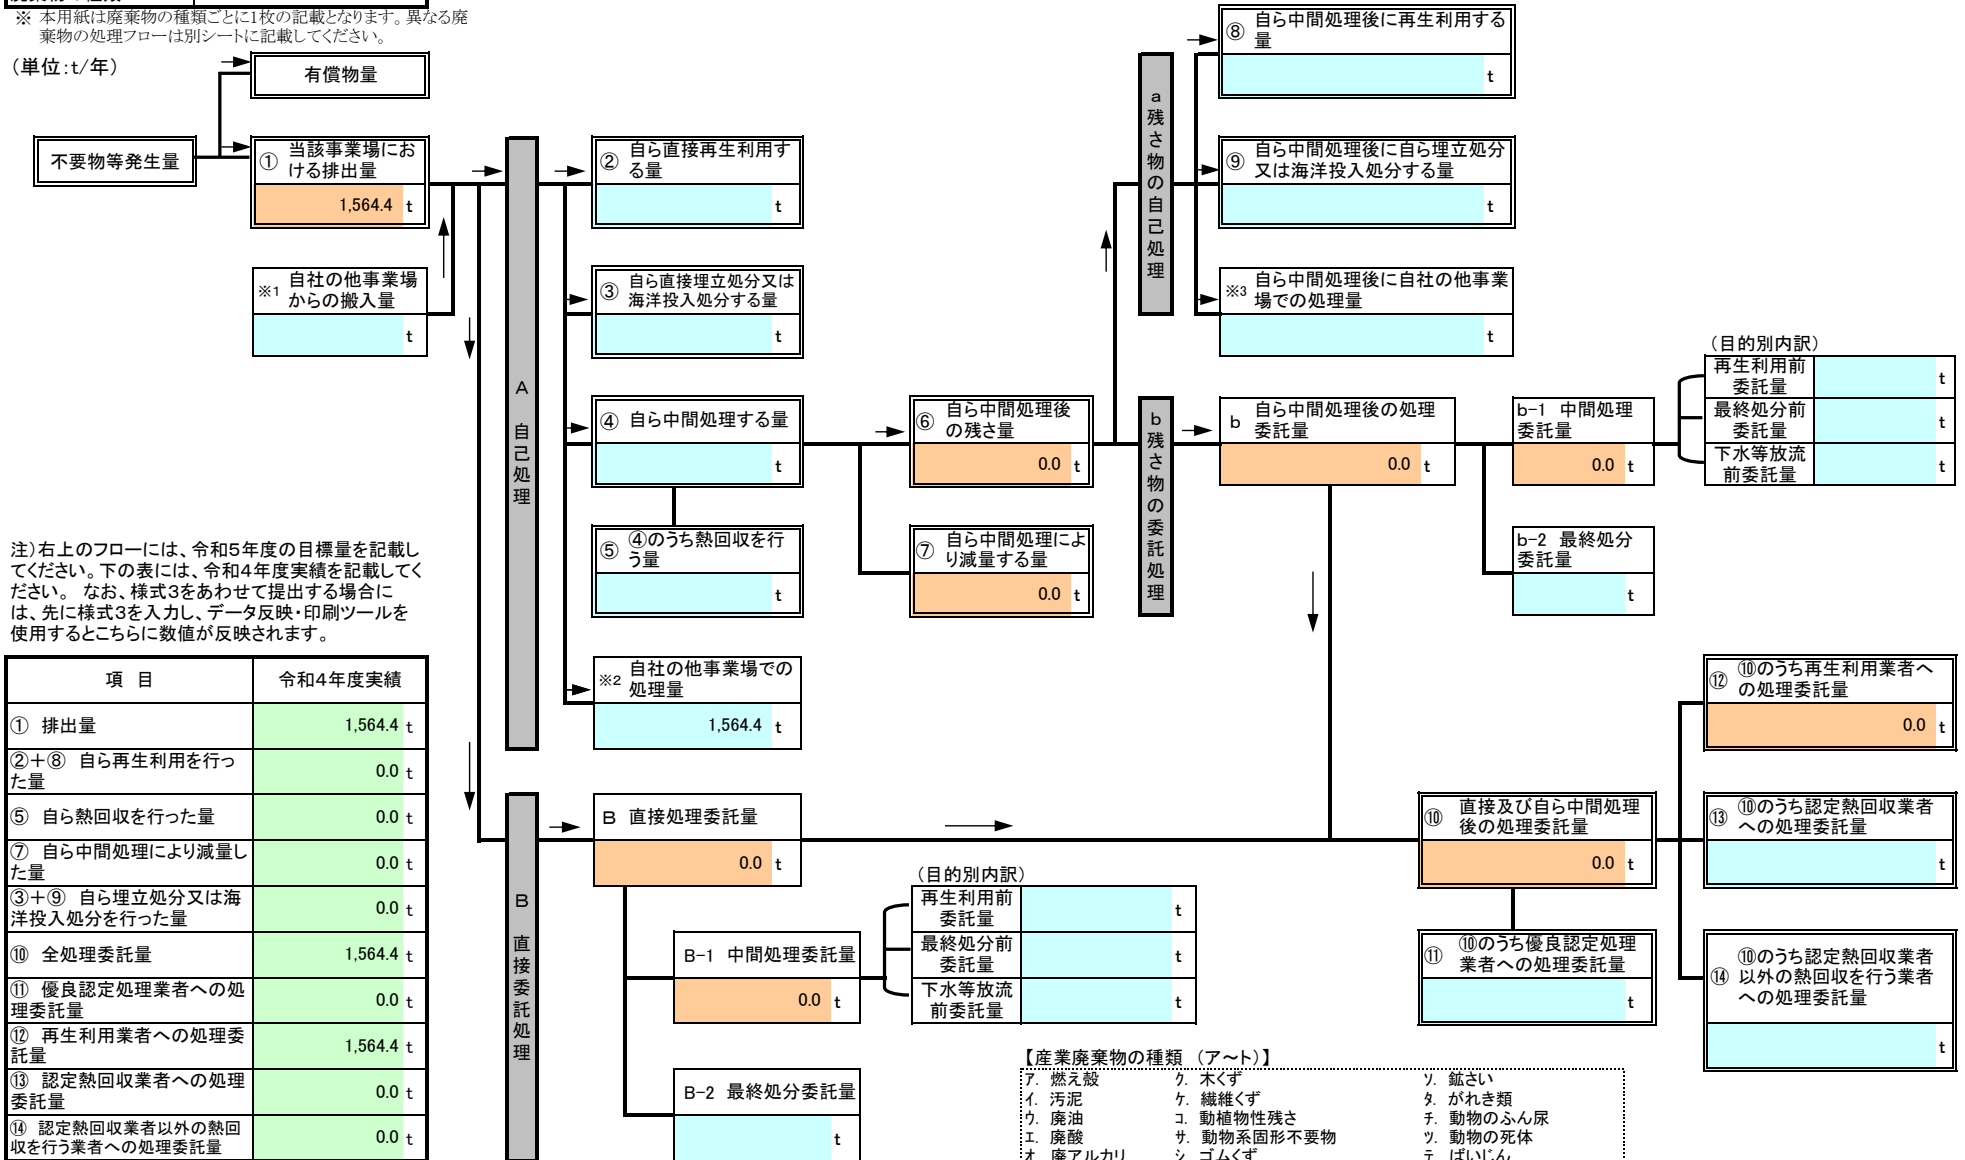 ※ 本用紙は廃棄物の種類ごとに1枚の記載となります。異なる廃
棄物の処理フローは別シートに記載してください。
(単位:t/年)
有償物量
不要物等発生量
① 当該事業場にお
ける排出量
1,564.4 t
※1 自社の他事業場
からの搬入量
t
A 自己処理
② 自ら直接再生利用す
る量
t
③ 自ら直接埋立処分又は
海洋投入処分する量
t
④ 自ら中間処理する量
t
⑤ ④のうち熱回収を行
う量
t
※2 自社の他事業場での
処理量
1,564.4 t
⑥ 自ら中間処理後
の残さ量
0.0 t
⑦ 自ら中間処理によ
り減量する量
0.0 t
a 残さ物の自己処理
⑧ 自ら中間処理後に再生利用する
量
t
⑨ 自ら中間処理後に自ら埋立処分
又は海洋投入処分する量
t
※3 自ら中間処理後に自社の他事業
場での処理量
t
b 残さ物の委託処理
b 自ら中間処理後の処理
委託量
0.0 t
b-1 中間処理
委託量
0.0 t
(目的別内訳)
再生利用前
委託量 t
最終処分前
委託量 t
下水等放流
前委託量 t
b-2 最終処分
委託量
t
注)右上のフローには、令和5年度の目標量を記載し
てください。下の表には、令和4年度実績を記載してく
ださい。 なお、様式3をあわせて提出する場合に
は、先に様式3を入力し、データ反映・印刷ツールを
使用するとこちらに数値が反映されます。
項 目 令和4年度実績
① 排出量 1,564.4 t
②+⑧ 自ら再生利用を行っ
た量 0.0 t
⑤ 自ら熱回収を行った量 0.0 t
⑦ 自ら中間処理により減量し
た量 0.0 t
③+⑨ 自ら埋立処分又は海
洋投入処分を行った量 0.0 t
⑩ 全処理委託量 1,564.4 t
⑪ 優良認定処理業者への処
理委託量 0.0 t
⑫ 再生利用業者への処理委
託量 1,564.4 t
⑬ 認定熱回収業者への処理
委託量 0.0 t
⑭ 認定熱回収業者以外の熱回
収を行う業者への処理委託量 0.0 t
B 直接委託処理
B 直接処理委託量
0.0 t
B-1 中間処理委託量
0.0 t
(目的別内訳)
再生利用前
委託量 t
最終処分前
委託量 t
下水等放流
前委託量 t
B-2 最終処分委託量
t
⑩ 直接及び自ら中間処理
後の処理委託量
0.0 t
⑪ ⑩のうち優良認定処理
業者への処理委託量
t
⑫ ⑩のうち再生利用業者へ
の処理委託量
0.0 t
⑬ ⑩のうち認定熱回収業者
への処理委託量
t
⑭ ⑩のうち認定熱回収業者
以外の熱回収を行う業者
への処理委託量
t
【産業廃棄物の種類 (ア～ト)】
ア. 燃え殻 ク. 木くず ソ. 鉱さい
イ. 汚泥 ケ. 繊維くず タ. がれき類
ウ. 廃油 コ. 動植物性残さ チ. 動物のふん尿
エ. 廃酸 サ. 動物系固形不要物 ツ. 動物の死体
オ. 廃アルカリ シ. ゴムくず テ. ばいじん